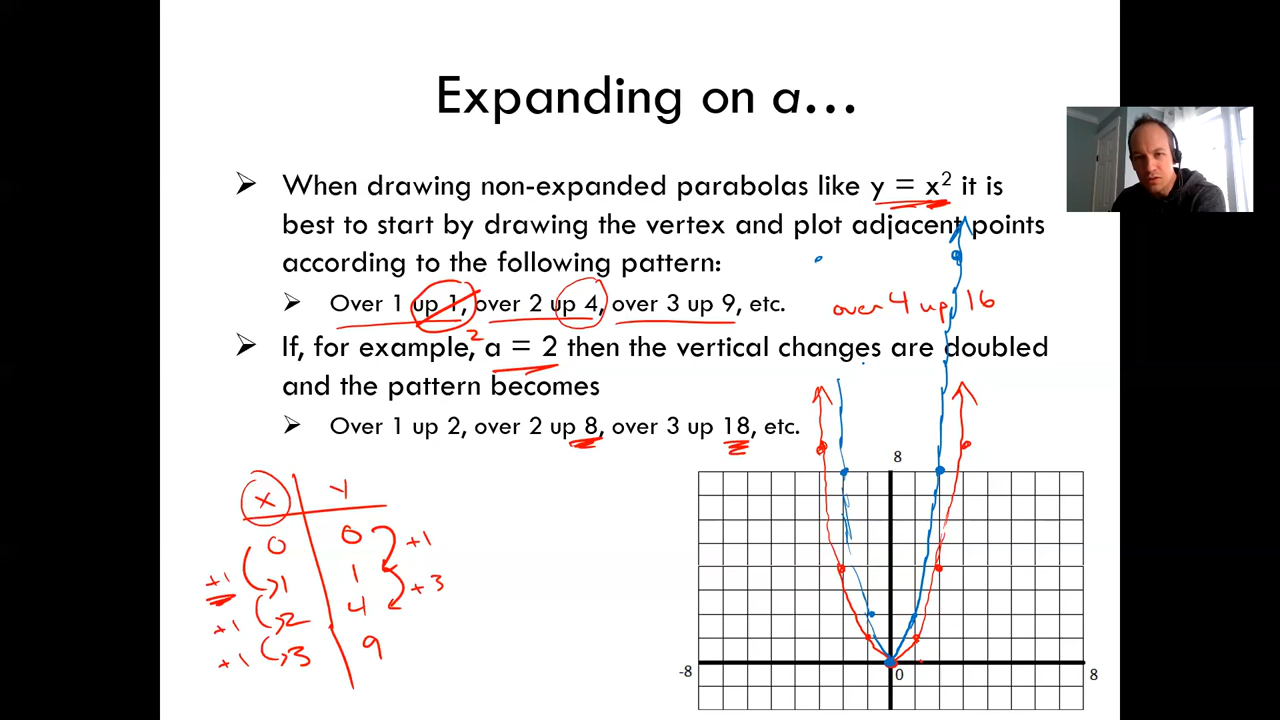 Expanding on a…
➢ When drawing non-expanded parabolas like y = x² it is
best to start by drawing the vertex and plot adjacent points
according to the following pattern:
➢ Over 1 up 1, over 2 up 4, over 3 up 9, etc.
over 4 up 16
2
➢ If, for example, a = 2 then the vertical changes are doubled
and the pattern becomes
➢ Over 1 up 2, over 2 up 8, over 3 up 18, etc.
8
x y
0 0 +1
+1 1 1 +3
+1 2 4
+1 3 9
-8 0 8